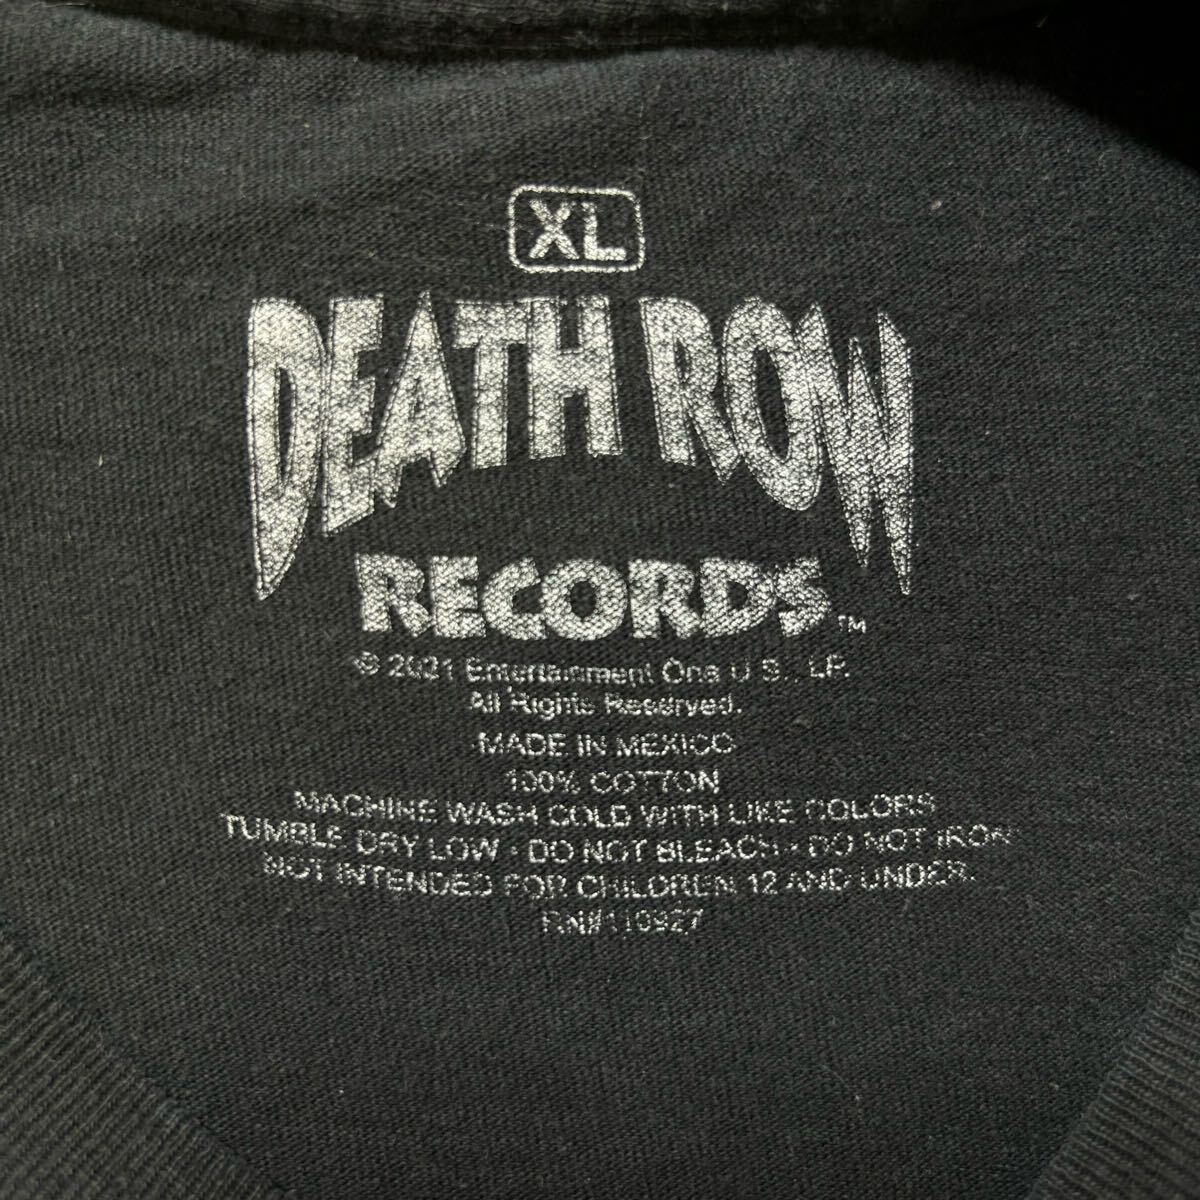 XL
DEATH ROW
RECORDS™
© 2021 Entertainment One U.S., LP.
All Rights Reserved.
MADE IN MEXICO
100% COTTON
MACHINE WASH COLD WITH LIKE COLORS
TUMBLE DRY LOW · DO NOT BLEACH · DO NOT IRON
NOT INTENDED FOR CHILDREN 12 AND UNDER.
RN#110927